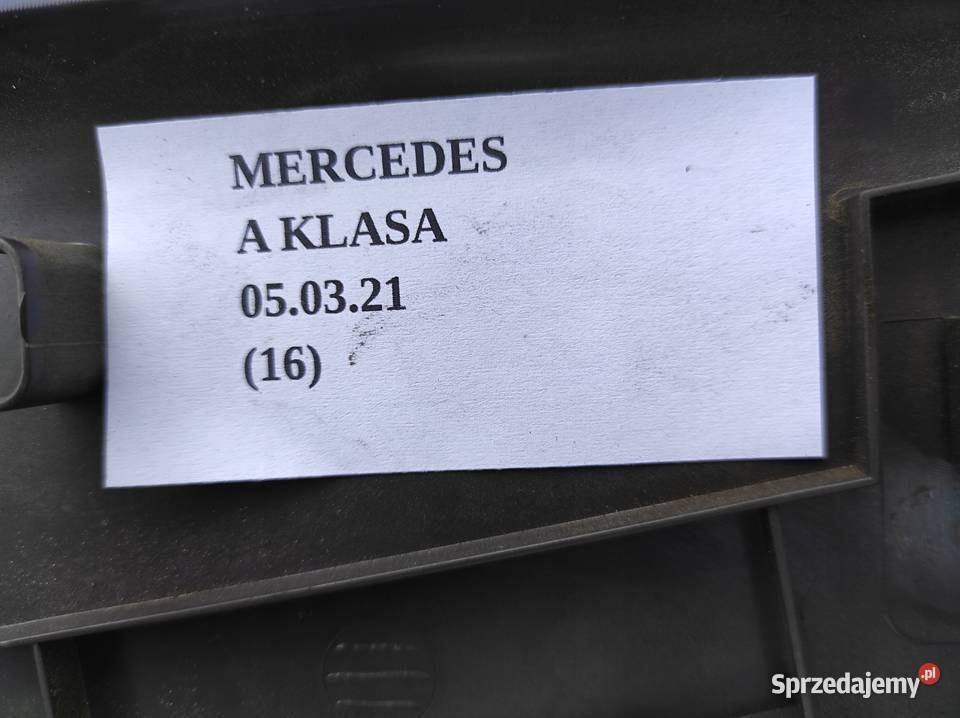 MERCEDES
A KLASA
05.03.21
(16)
Sprzedajemy.pl